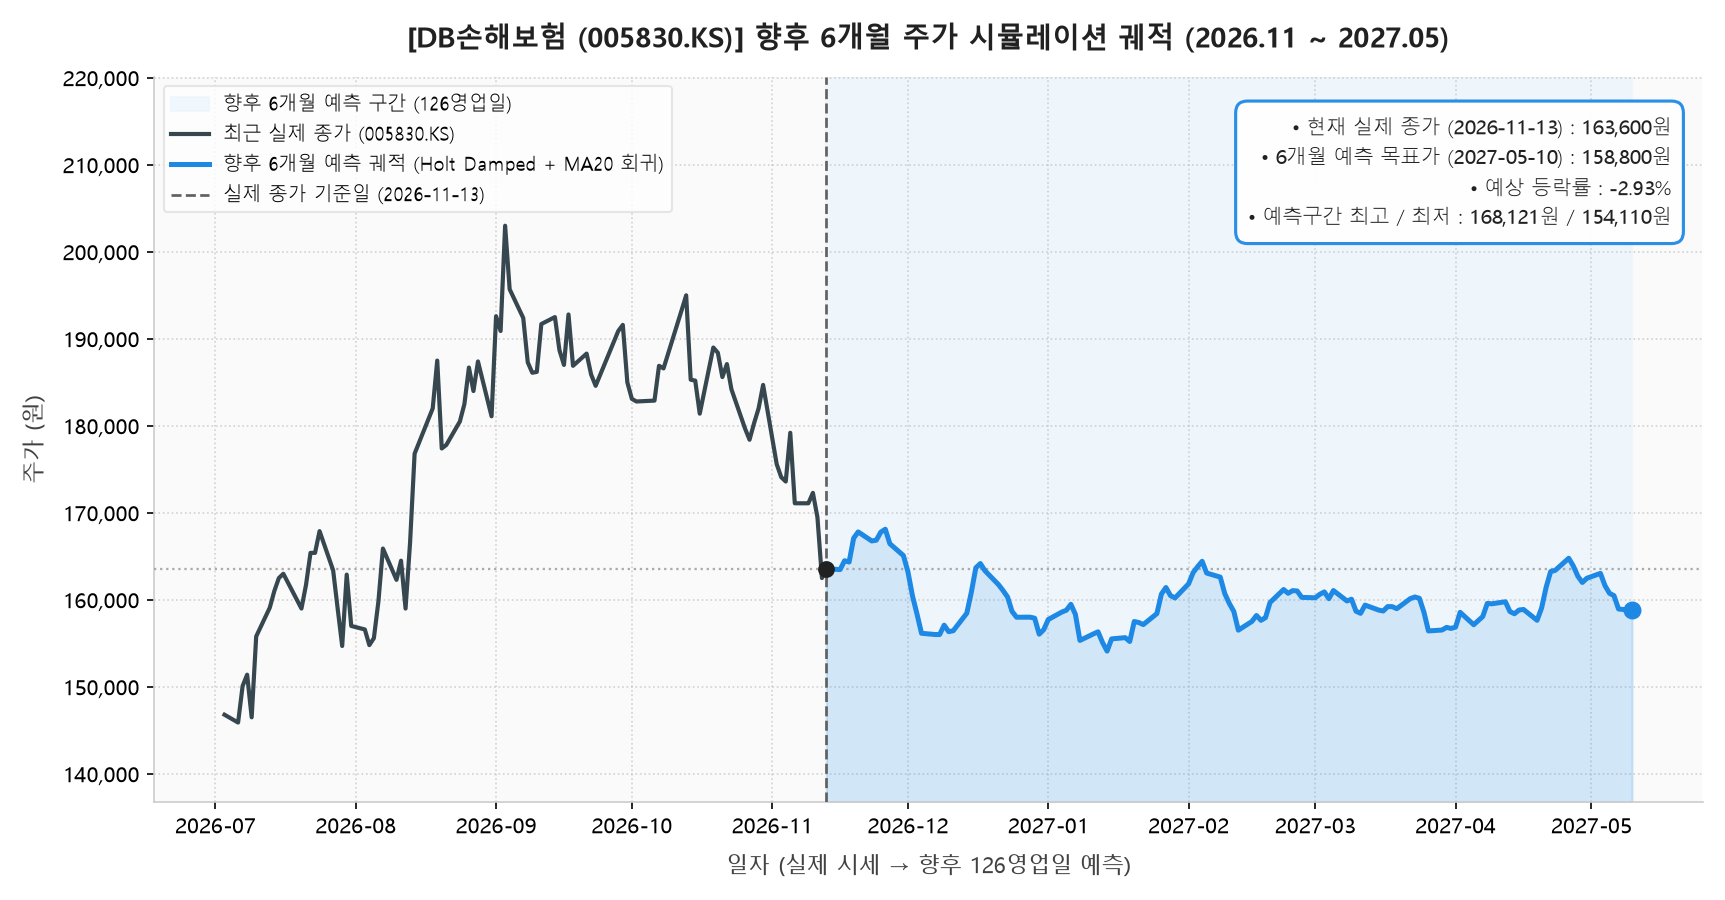 [DB손해보험 (005830.KS)] 향후 6개월 주가 시뮬레이션 궤적 (2026.11 ~ 2027.05)
향후 6개월 예측 구간 (126영업일)
최근 실제 종가 (005830.KS)
향후 6개월 예측 궤적 (Holt Damped + MA20 회귀)
실제 종가 기준일 (2026-11-13)
• 현재 실제 종가 (2026-11-13) : 163,600원
• 6개월 예측 목표가 (2027-05-10) : 158,800원
• 예상 등락률 : -2.93%
• 예측구간 최고 / 최저 : 168,121원 / 154,110원
주가 (원)
220,000
210,000
200,000
190,000
180,000
170,000
160,000
150,000
140,000
2026-07 2026-08 2026-09 2026-10 2026-11 2026-12 2027-01 2027-02 2027-03 2027-04 2027-05
일자 (실제 시세 → 향후 126영업일 예측)